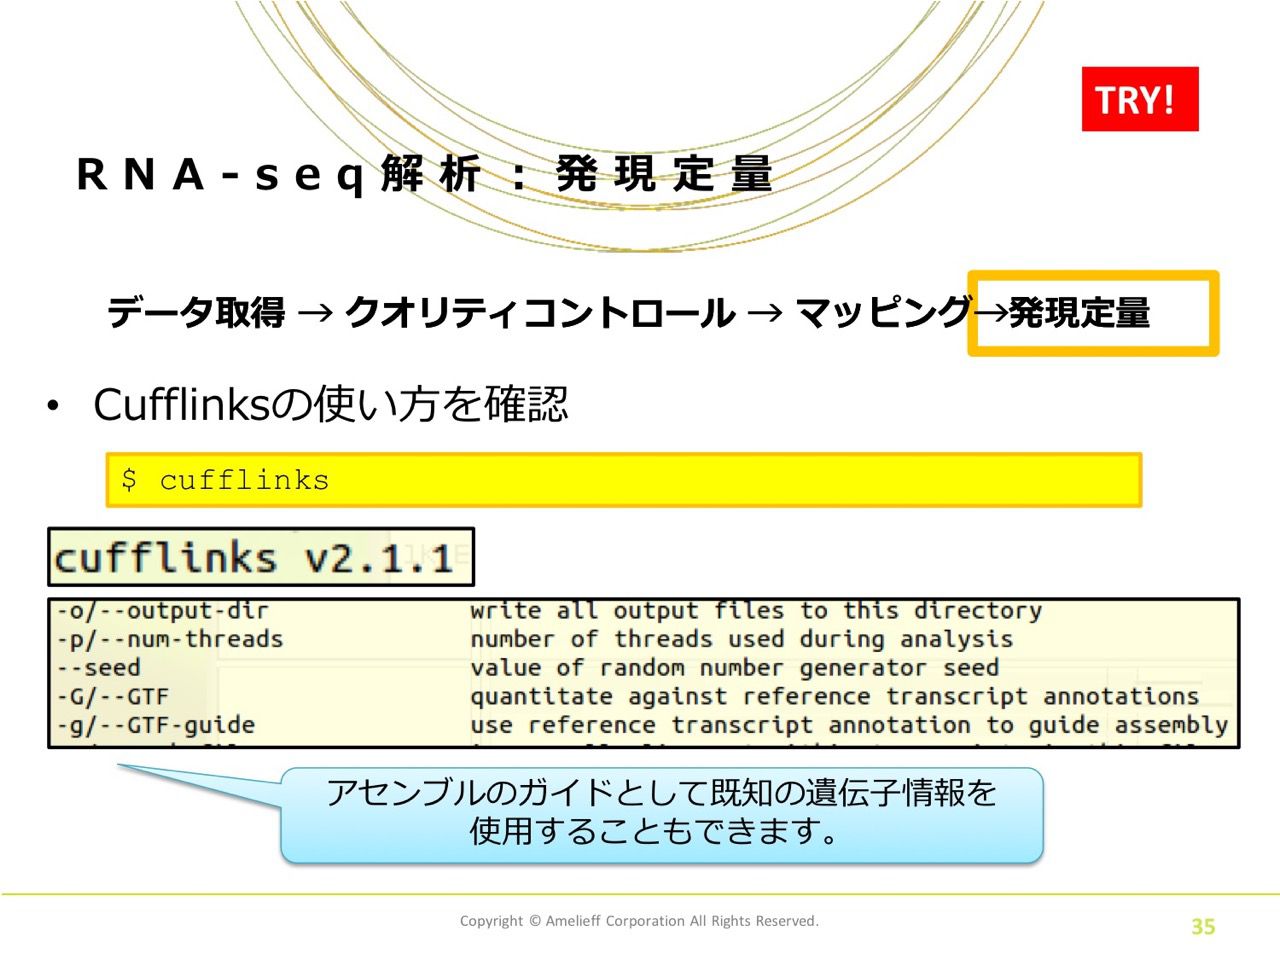 TRY!
RNA-seq解析：発現定量
データ取得 → クオリティコントロール → マッピング→発現定量
• Cufflinksの使い方を確認
$ cufflinks
cufflinks v2.1.1
-o/--output-dir write all output files to this directory
-p/--num-threads number of threads used during analysis
--seed value of random number generator seed
-G/--GTF quantitate against reference transcript annotations
-g/--GTF-guide use reference transcript annotation to guide assembly
アセンブルのガイドとして既知の遺伝子情報を
使用することもできます。
Copyright © Amelieff Corporation All Rights Reserved.
35